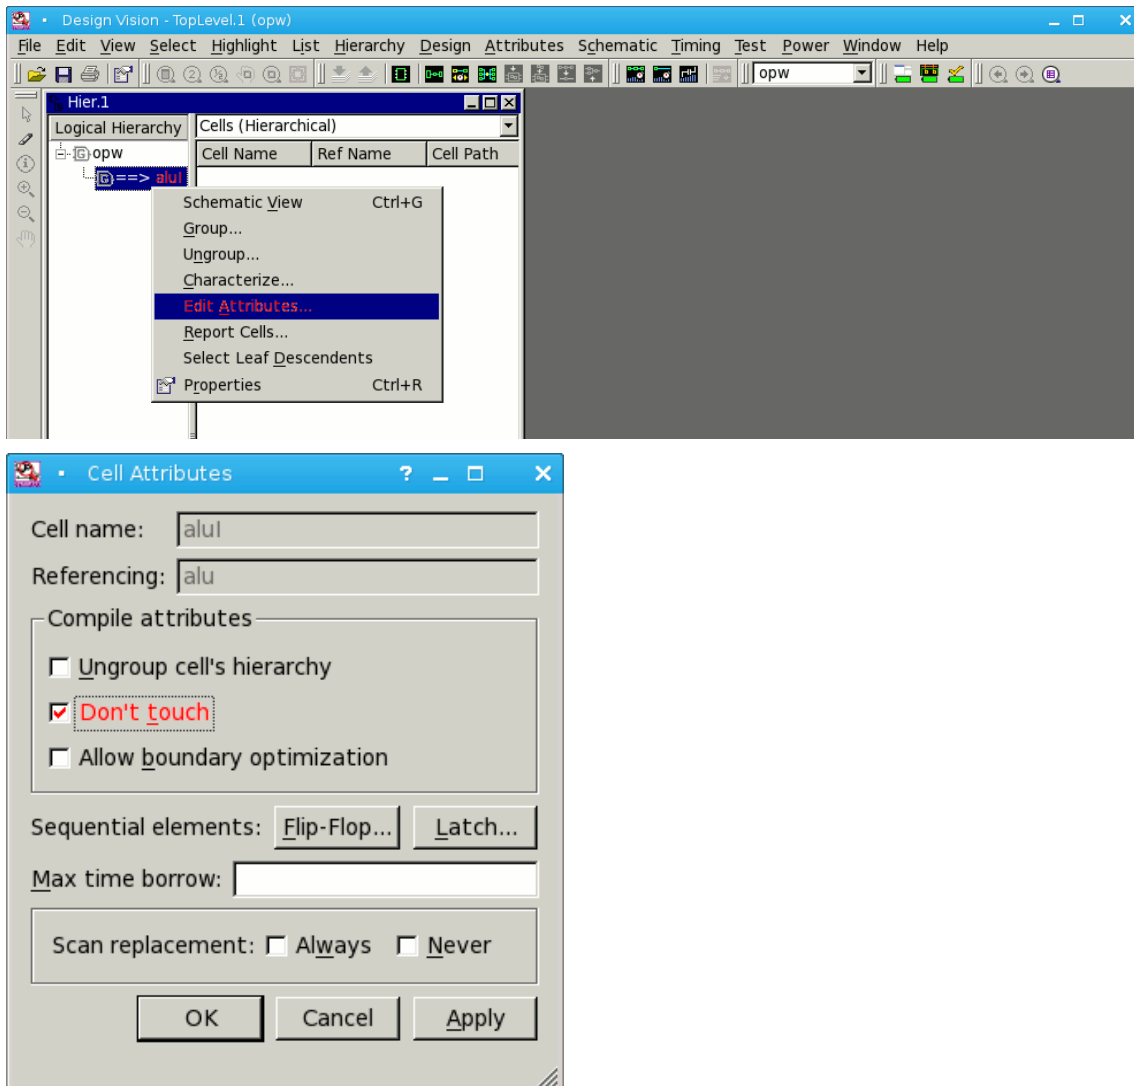 Design Vision - TopLevel.1 (opw)
File Edit View Select Highlight List Hierarchy Design Attributes Schematic Timing Test Power Window Help
opw
Hier.1
Logical Hierarchy Cells (Hierarchical)
opw Cell Name Ref Name Cell Path
==> aluI
Schematic View Ctrl+G
Group...
Ungroup...
Characterize...
Edit Attributes...
Report Cells...
Select Leaf Descendents
Properties Ctrl+R
Cell Attributes ?
Cell name: aluI
Referencing: alu
Compile attributes
Ungroup cell's hierarchy
Don't touch
Allow boundary optimization
Sequential elements: Flip-Flop... Latch...
Max time borrow:
Scan replacement: Always Never
OK Cancel Apply